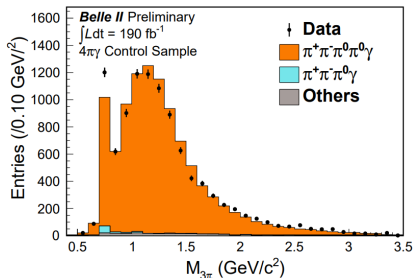 Belle II Preliminary
∫Ldt = 190 fb⁻¹
4πγ Control Sample
Data
π⁺π⁻π⁰π⁰γ
π⁺π⁻π⁰γ
Others
Entries (/0.10 GeV/²)
1400
1200
1000
800
600
400
200
0
0.5 1 1.5 2 2.5 3 3.5
M₃π (GeV/c²)